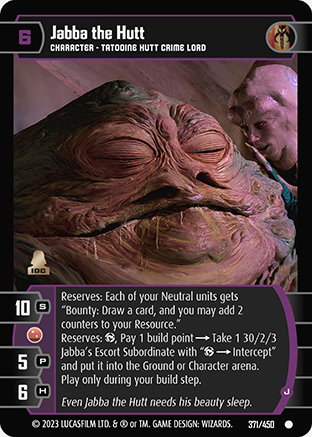 6
Jabba the Hutt
CHARACTER - TATOOINE HUTT CRIME LORD
10 S
5 P
6 H
Reserves: Each of your Neutral units gets
“Bounty: Draw a card, and you may add 2
counters to your Resource.”
Reserves: , Pay 1 build point → Take 1 30/2/3
Jabba’s Escort Subordinate with “ → Intercept”
and put it into the Ground or Character arena.
Play only during your build step.
J
Even Jabba the Hutt needs his beauty sleep.
© 2023 LUCASFILM LTD. & ® or TM. GAME DESIGN: WIZARDS.
371/450